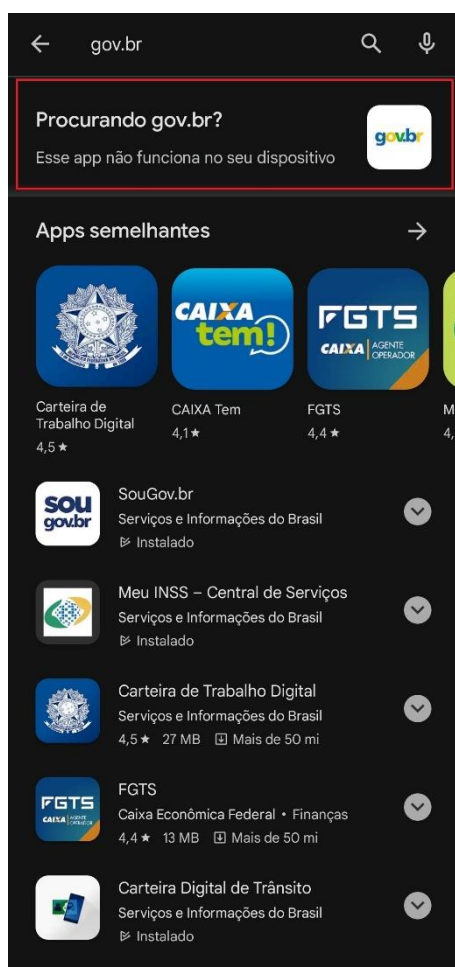 gov.br
Procurando gov.br?
Esse app não funciona no seu dispositivo
gov.br
Apps semelhantes
CAIXA
tem!
FGTS
CAIXA AGENTE
OPERADOR
Carteira de
Trabalho Digital
4,5 ★
CAIXA Tem
4,1 ★
FGTS
4,4 ★
M
4,
sou
gov.br
SouGov.br
Serviços e Informações do Brasil
Instalado
Meu INSS – Central de Serviços
Serviços e Informações do Brasil
Instalado
Carteira de Trabalho Digital
Serviços e Informações do Brasil
4,5 ★ 27 MB Mais de 50 mi
FGTS
CAIXA AGENTE
OPERADOR
FGTS
Caixa Econômica Federal • Finanças
4,4 ★ 13 MB Mais de 50 mi
Carteira Digital de Trânsito
Serviços e Informações do Brasil
Instalado